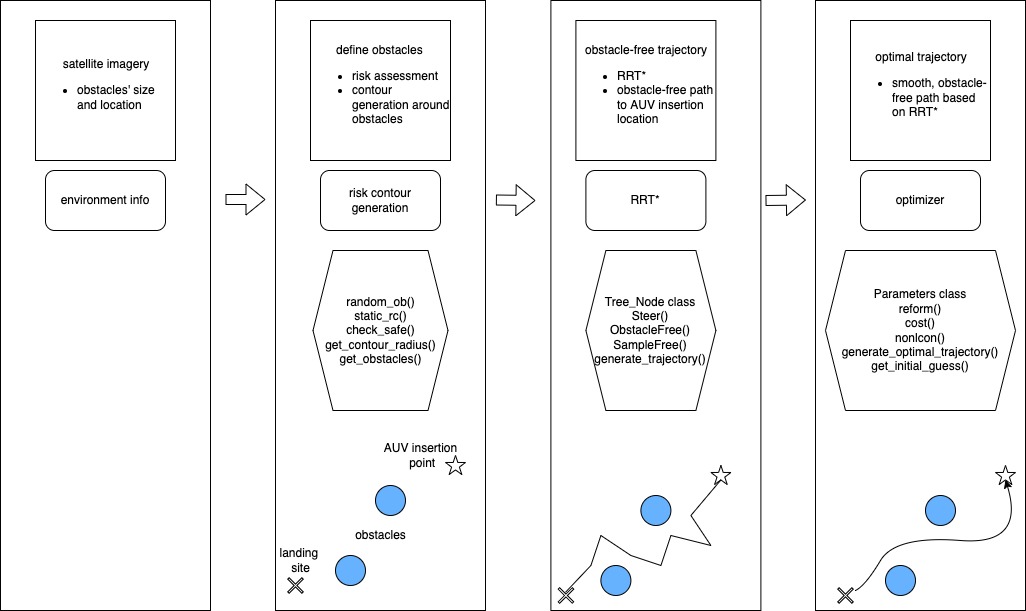 satellite imagery
• obstacles' size
and location
environment info
define obstacles
• risk assessment
• contour
generation around
obstacles
risk contour
generation
random_ob()
static_rc()
check_safe()
get_contour_radius()
get_obstacles()
AUV insertion
point
obstacles
landing
site
obstacle-free trajectory
• RRT*
• obstacle-free path
to AUV insertion
location
RRT*
Tree_Node class
Steer()
ObstacleFree()
SampleFree()
generate_trajectory()
optimal trajectory
• smooth, obstacle-
free path based
on RRT*
optimizer
Parameters class
reform()
cost()
nonlcon()
generate_optimal_trajectory()
get_initial_guess()